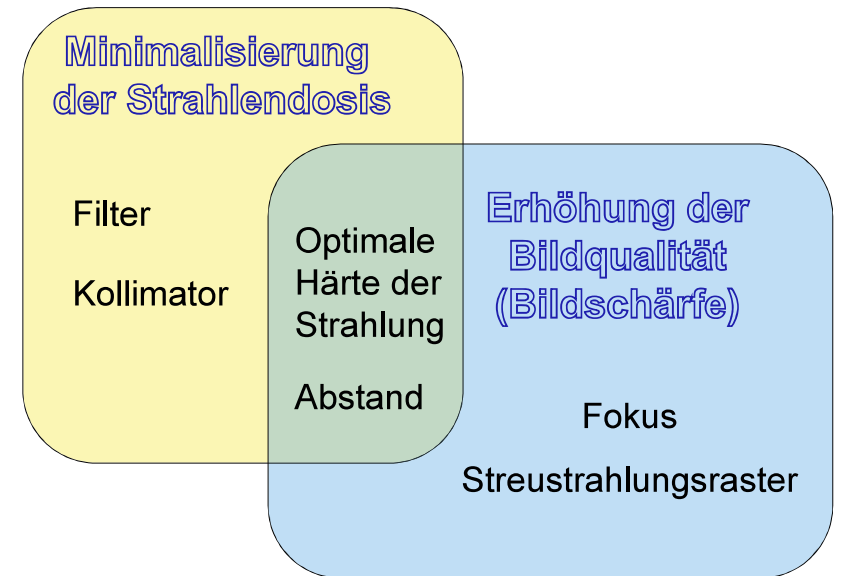 Minimalisierung
der Strahlendosis
Filter
Kollimator
Optimale
Härte der
Strahlung
Abstand
Erhöhung der
Bildqualität
(Bildschärfe)
Fokus
Streustrahlungsraster